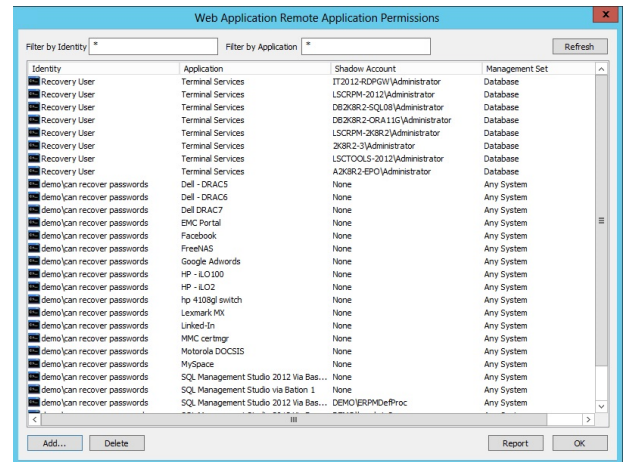 Web Application Remote Application Permissions
x
Filter by Identity * Filter by Application * Refresh
Identity Application Shadow Account Management Set
Recovery User Terminal Services IT2012-RDPGW\Administrator Database
Recovery User Terminal Services LSCRPM-2012\Administrator Database
Recovery User Terminal Services DB2K8R2-SQL08\Administrator Database
Recovery User Terminal Services DB2K8R2-ORA11G\Administrator Database
Recovery User Terminal Services LSCRPM-2K8R2\Administrator Database
Recovery User Terminal Services 2K8R2-3\Administrator Database
Recovery User Terminal Services LSCTOOLS-2012\Administrator Database
Recovery User Terminal Services A2K8R2-EPO\Administrator Database
demo\can recover passwords Dell - DRAC5 None Any System
demo\can recover passwords Dell - DRAC6 None Any System
demo\can recover passwords Dell DRAC7 None Any System
demo\can recover passwords EMC Portal None Any System
demo\can recover passwords Facebook None Any System
demo\can recover passwords FreeNAS None Any System
demo\can recover passwords Google Adwords None Any System
demo\can recover passwords HP - iLO100 None Any System
demo\can recover passwords HP - iLO2 None Any System
demo\can recover passwords hp 4108gl switch None Any System
demo\can recover passwords Lexmark MX None Any System
demo\can recover passwords Linked-In None Any System
demo\can recover passwords MMC certmgr None Any System
demo\can recover passwords Motorola DOCSIS None Any System
demo\can recover passwords MySpace None Any System
demo\can recover passwords SQL Management Studio 2012 Via Bas... None Any System
demo\can recover passwords SQL Management Studio via Bation 1 None Any System
demo\can recover passwords SQL Management Studio 2012 Via Bas... DEMO\ERPMDefProc Any System
Add... Delete Report OK